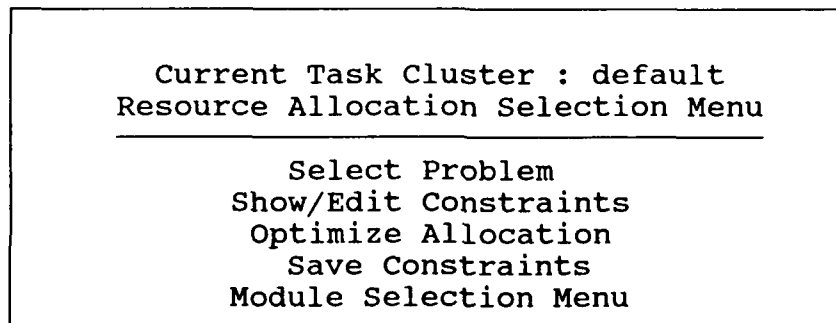 Current Task Cluster : default
Resource Allocation Selection Menu
Select Problem
Show/Edit Constraints
Optimize Allocation
Save Constraints
Module Selection Menu